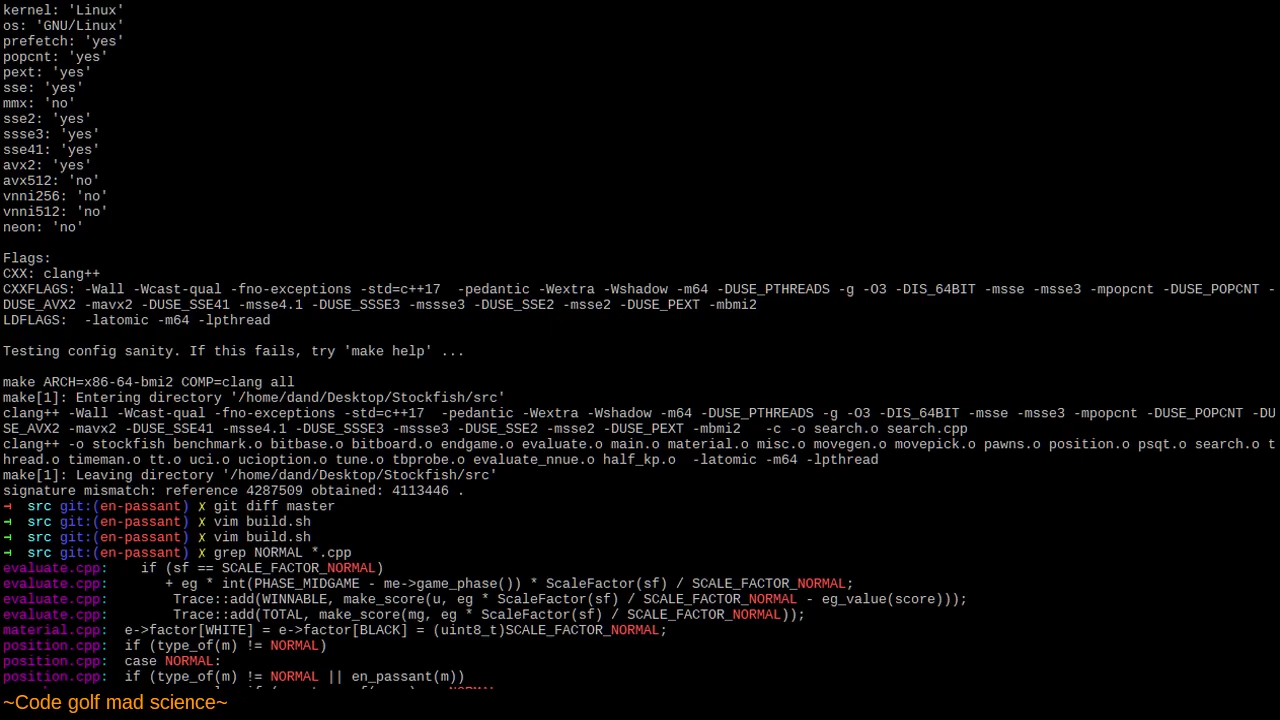 kernel: 'Linux'
os: 'GNU/Linux'
prefetch: 'yes'
popcnt: 'yes'
pext: 'yes'
sse: 'yes'
mmx: 'no'
sse2: 'yes'
ssse3: 'yes'
sse41: 'yes'
avx2: 'yes'
avx512: 'no'
vnni256: 'no'
vnni512: 'no'
neon: 'no'
Flags:
CXX: clang++
CXXFLAGS: -Wall -Wcast-qual -fno-exceptions -std=c++17  -pedantic -Wextra -Wshadow -m64 -DUSE_PTHREADS -g -O3 -DIS_64BIT -msse -msse3 -mpopcnt -DUSE_POPCNT -
DUSE_AVX2 -mavx2 -DUSE_SSE41 -msse4.1 -DUSE_SSSE3 -mssse3 -DUSE_SSE2 -msse2 -DUSE_PEXT -mbmi2
LDFLAGS:  -latomic -m64 -lpthread
Testing config sanity. If this fails, try 'make help' ...
make ARCH=x86-64-bmi2 COMP=clang all
make[1]: Entering directory '/home/dand/Desktop/Stockfish/src'
clang++ -Wall -Wcast-qual -fno-exceptions -std=c++17  -pedantic -Wextra -Wshadow -m64 -DUSE_PTHREADS -g -O3 -DIS_64BIT -msse -msse3 -mpopcnt -DUSE_POPCNT -DU
SE_AVX2 -mavx2 -DUSE_SSE41 -msse4.1 -DUSE_SSSE3 -mssse3 -DUSE_SSE2 -msse2 -DUSE_PEXT -mbmi2   -c -o search.o search.cpp
clang++ -o stockfish benchmark.o bitbase.o bitboard.o endgame.o evaluate.o main.o material.o misc.o movegen.o movepick.o pawns.o position.o psqt.o search.o t
hread.o timeman.o tt.o uci.o ucioption.o tune.o tbprobe.o evaluate_nnue.o half_kp.o  -latomic -m64 -lpthread
make[1]: Leaving directory '/home/dand/Desktop/Stockfish/src'
signature mismatch: reference 4287509 obtained: 4113446 .
⊣  src git:(en-passant) ✗ git diff master
⊣  src git:(en-passant) ✗ vim build.sh
⊣  src git:(en-passant) ✗ vim build.sh
⊣  src git:(en-passant) ✗ grep NORMAL *.cpp
evaluate.cpp:    if (sf == SCALE_FACTOR_NORMAL)
evaluate.cpp:       + eg * int(PHASE_MIDGAME - me->game_phase()) * ScaleFactor(sf) / SCALE_FACTOR_NORMAL;
evaluate.cpp:        Trace::add(WINNABLE, make_score(u, eg * ScaleFactor(sf) / SCALE_FACTOR_NORMAL - eg_value(score)));
evaluate.cpp:        Trace::add(TOTAL, make_score(mg, eg * ScaleFactor(sf) / SCALE_FACTOR_NORMAL));
material.cpp:  e->factor[WHITE] = e->factor[BLACK] = (uint8_t)SCALE_FACTOR_NORMAL;
position.cpp:  if (type_of(m) != NORMAL)
position.cpp:  case NORMAL:
position.cpp:  if (type_of(m) != NORMAL || en_passant(m))
~Code golf mad science~